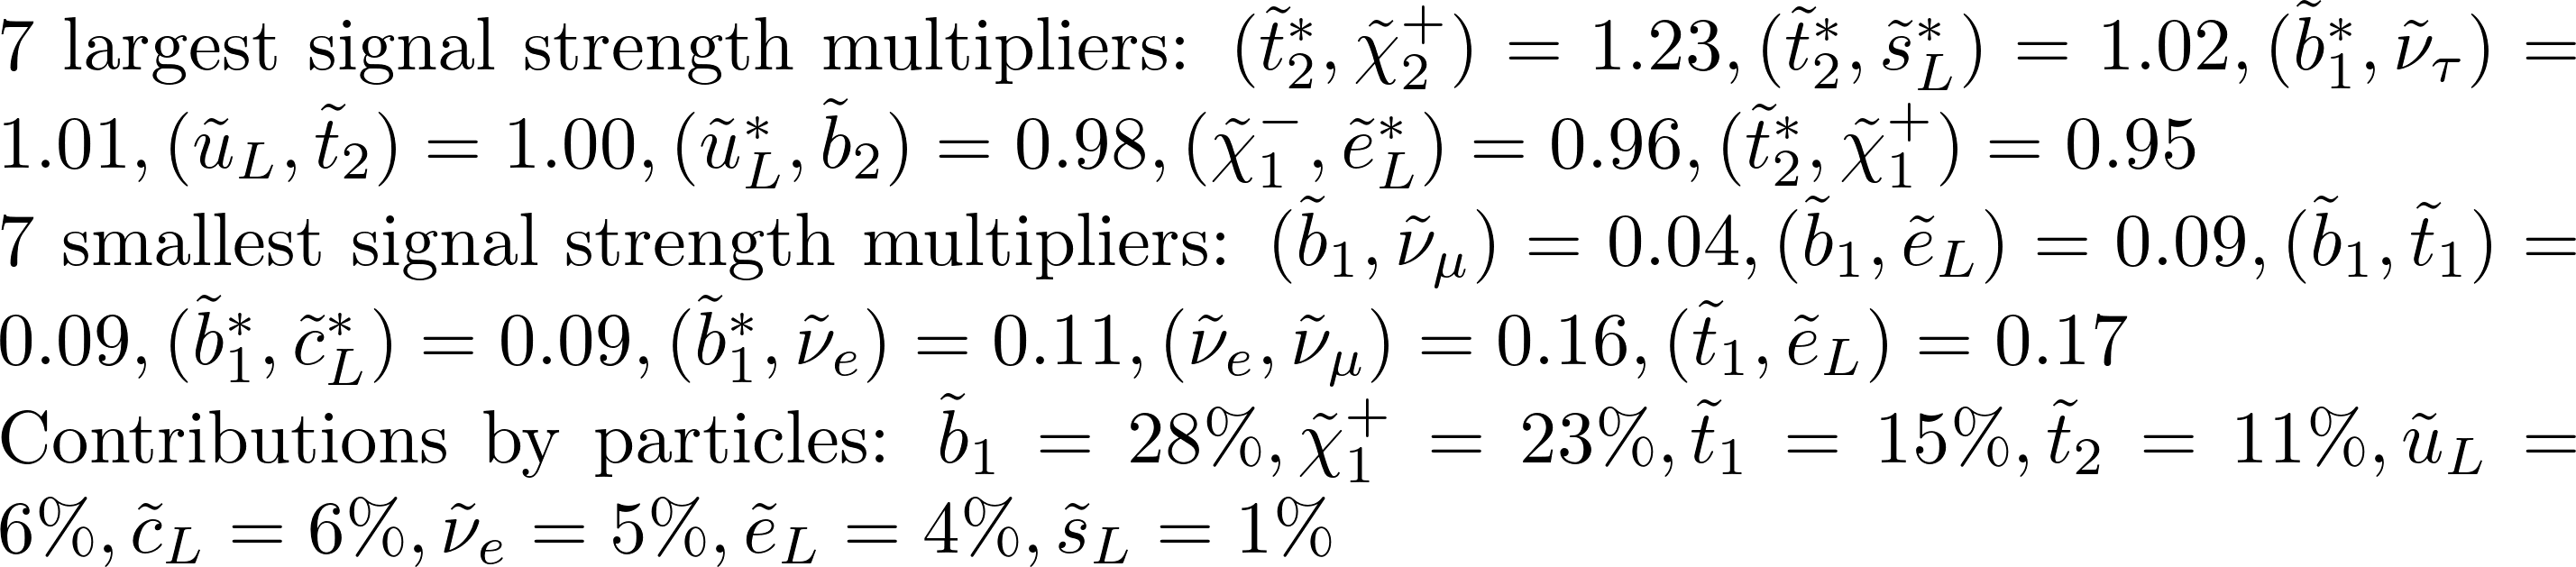 7 largest signal strength multipliers: $(\tilde{t}_2^*, \tilde{\chi}_2^+) = 1.23, (\tilde{t}_2^*, \tilde{s}_L^*) = 1.02, (\tilde{b}_1^*, \tilde{\nu}_\tau) =$
$1.01, (\tilde{u}_L, \tilde{t}_2) = 1.00, (\tilde{u}_L^*, \tilde{b}_2) = 0.98, (\tilde{\chi}_1^-, \tilde{e}_L^*) = 0.96, (\tilde{t}_2^*, \tilde{\chi}_1^+) = 0.95$
7 smallest signal strength multipliers: $(\tilde{b}_1, \tilde{\nu}_\mu) = 0.04, (\tilde{b}_1, \tilde{e}_L) = 0.09, (\tilde{b}_1, \tilde{t}_1) =$
$0.09, (\tilde{b}_1^*, \tilde{c}_L^*) = 0.09, (\tilde{b}_1^*, \tilde{\nu}_e) = 0.11, (\tilde{\nu}_e, \tilde{\nu}_\mu) = 0.16, (\tilde{t}_1, \tilde{e}_L) = 0.17$
Contributions by particles: $\tilde{b}_1 = 28\%, \tilde{\chi}_1^+ = 23\%, \tilde{t}_1 = 15\%, \tilde{t}_2 = 11\%, \tilde{u}_L =$
$6\%, \tilde{c}_L = 6\%, \tilde{\nu}_e = 5\%, \tilde{e}_L = 4\%, \tilde{s}_L = 1\%$